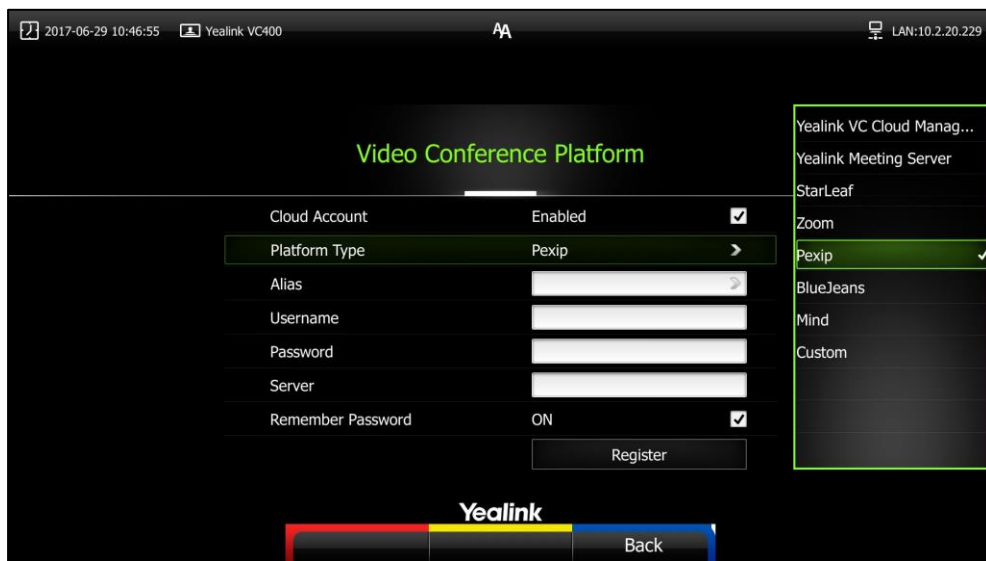 2017-06-29 10:46:55 Yealink VC400 AA LAN:10.2.20.229
Video Conference Platform
Cloud Account Enabled
Platform Type Pexip
Alias
Username
Password
Server
Remember Password ON
Register
Yealink VC Cloud Manag...
Yealink Meeting Server
StarLeaf
Zoom
Pexip
BlueJeans
Mind
Custom
Yealink
Back